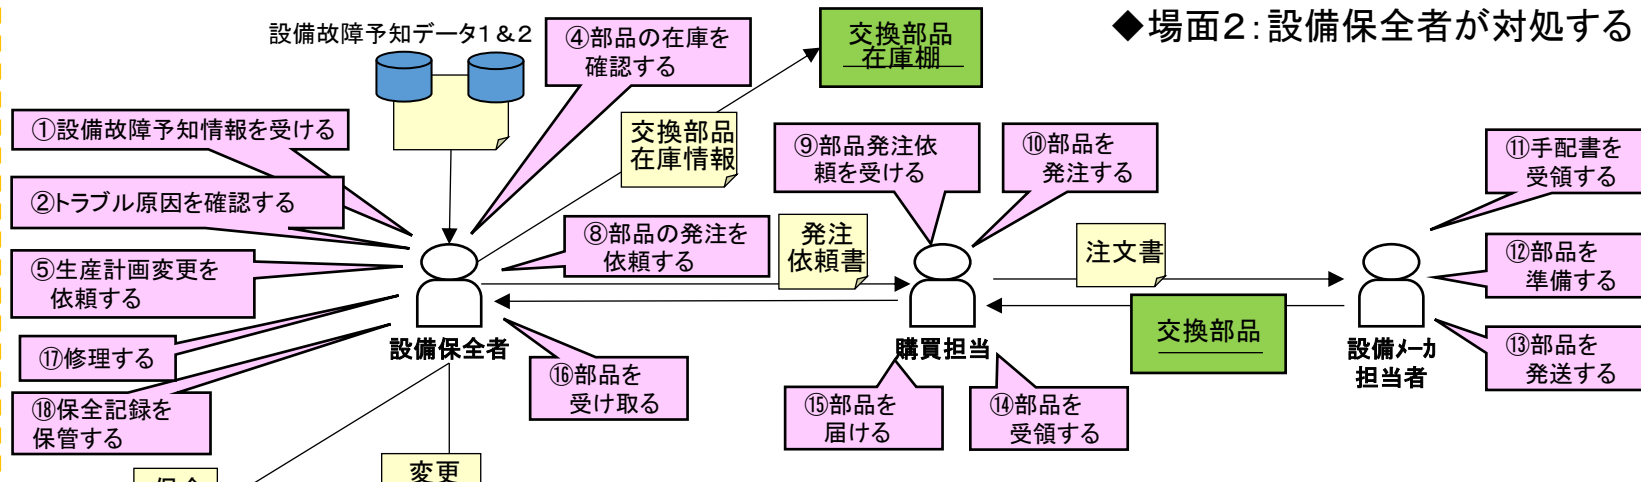 ◆場面2:設備保全者が対処する
設備故障予知データ1&2
④部品の在庫を
確認する
交換部品
在庫棚
①設備故障予知情報を受ける
交換部品
在庫情報
⑨部品発注依
頼を受ける
⑩部品を
発注する
⑪手配書を
受領する
②トラブル原因を確認する
⑧部品の発注を
依頼する
発注
依頼書
注文書
⑫部品を
準備する
⑤生産計画変更を
依頼する
交換部品
⑰修理する
設備保全者
購買担当
設備メーカ
担当者
⑬部品を
発送する
⑯部品を
受け取る
⑱保全記録を
保管する
⑮部品を
届ける
⑭部品を
受領する
変更